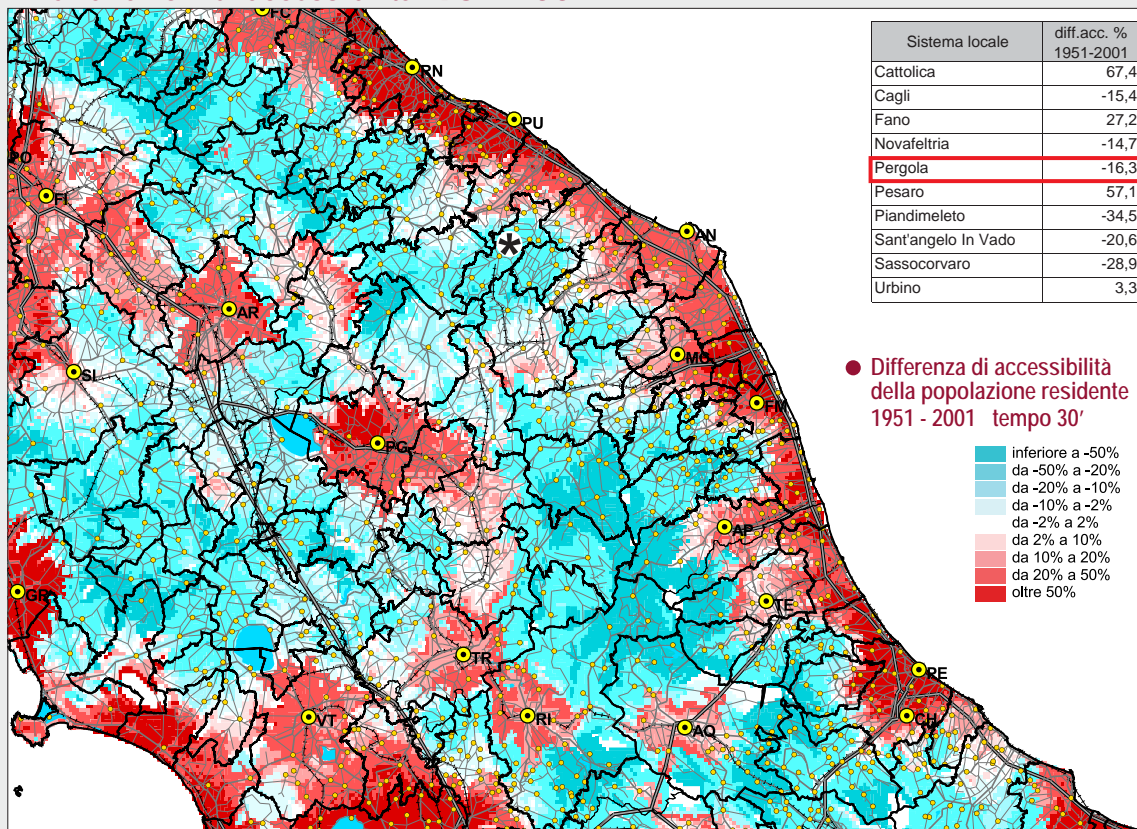 Sistema locale diff.acc. % 1951-2001
Cattolica 67,4
Cagli -15,4
Fano 27,2
Novafeltria -14,7
Pergola -16,3
Pesaro 57,1
Piandimeleto -34,5
Sant'angelo In Vado -20,6
Sassocorvaro -28,9
Urbino 3,3
Differenza di accessibilità
della popolazione residente
1951 - 2001 tempo 30'
inferiore a -50%
da -50% a -20%
da -20% a -10%
da -10% a -2%
da -2% a 2%
da 2% a 10%
da 10% a 20%
da 20% a 50%
oltre 50%
FC
RN
PU
PO
FI
AN
*
AR
MC
SI
FM
PG
AP
GR
TE
TR
PE
VT
RI
AQ
CH